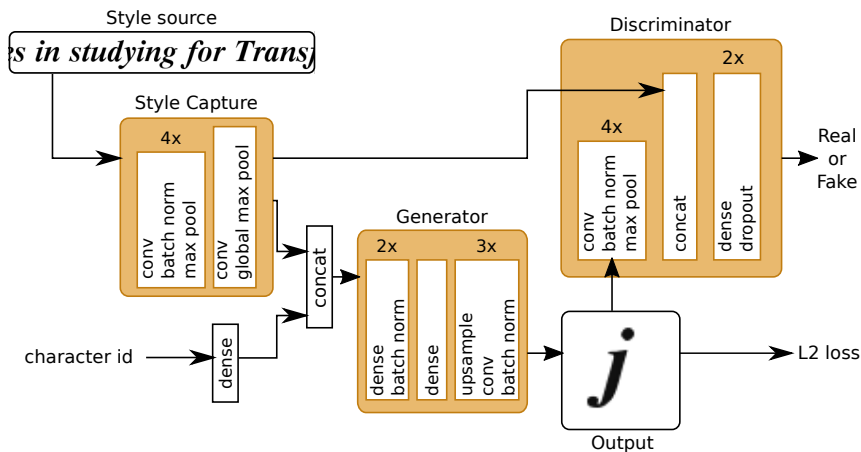 Style source
es in studying for Transf
Style Capture
4x
conv
batch norm
max pool
conv
global max pool
character id
dense
concat
Generator
2x
dense
batch norm
dense
3x
upsample
conv
batch norm
j
Output
Discriminator
4x
conv
batch norm
max pool
concat
2x
dense
dropout
Real
or
Fake
L2 loss